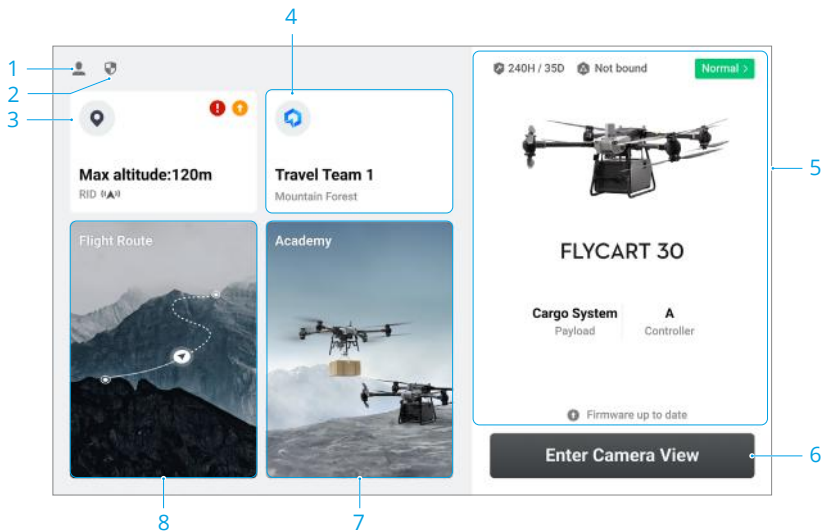 4
1
2
3
240H / 35D Not bound Normal >
Max altitude:120m
RID
Travel Team 1
Mountain Forest
5
Flight Route
Academy
FLYCART 30
Cargo System A
Payload Controller
Firmware up to date
Enter Camera View
6
8
7